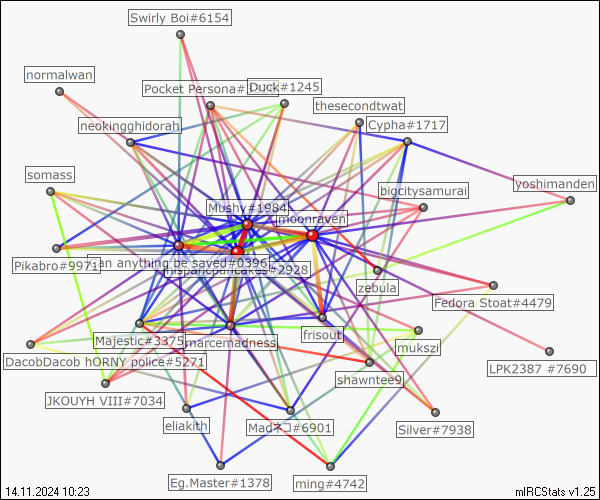 Swirly Boi#6154
normalwan
Pocket Persona#
Duck#1245
thesecondtwat
neokingghidorah
Cypha#1717
somass
bigcitysamurai
yoshimanden
Mushy#1984
moonraven
Pikabro#9971
can anything be saved#0396
#2928
zebula
Fedora Stoat#4479
Majestic#3375
marcemadness
frisout
mukszi
DacobDacob hORNY police#5271
shawntee9
LPK2387 #7690
JKOUYH VIII#7034
eliakith
Madネコ#6901
Silver#7938
Eg.Master#1378
ming#4742
14.11.2024 10:23
mIRCStats v1.25